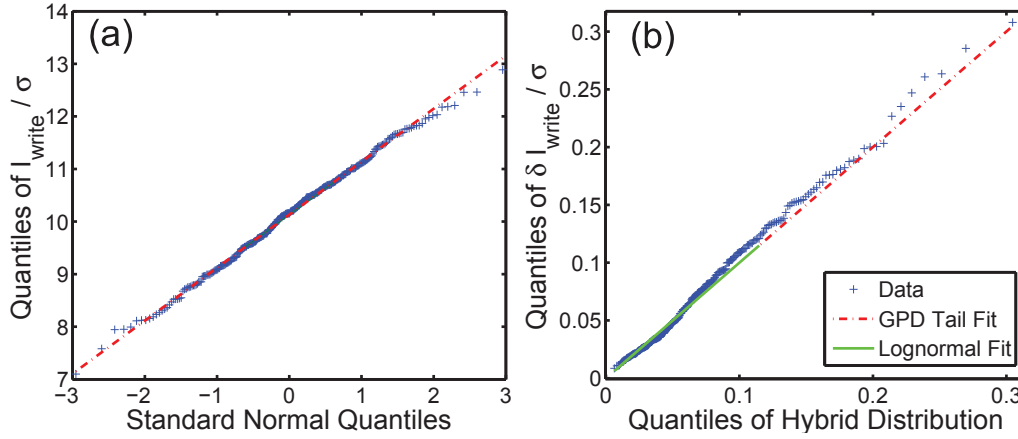 (a)
Quantiles of I_write / σ
14
13
12
11
10
9
8
7
−3
−2
−1
0
1
2
3
Standard Normal Quantiles
(b)
Quantiles of δ I_write / σ
0.3
0.25
0.2
0.15
0.1
0.05
0
0
0.1
0.2
0.3
Quantiles of Hybrid Distribution
Data
GPD Tail Fit
Lognormal Fit